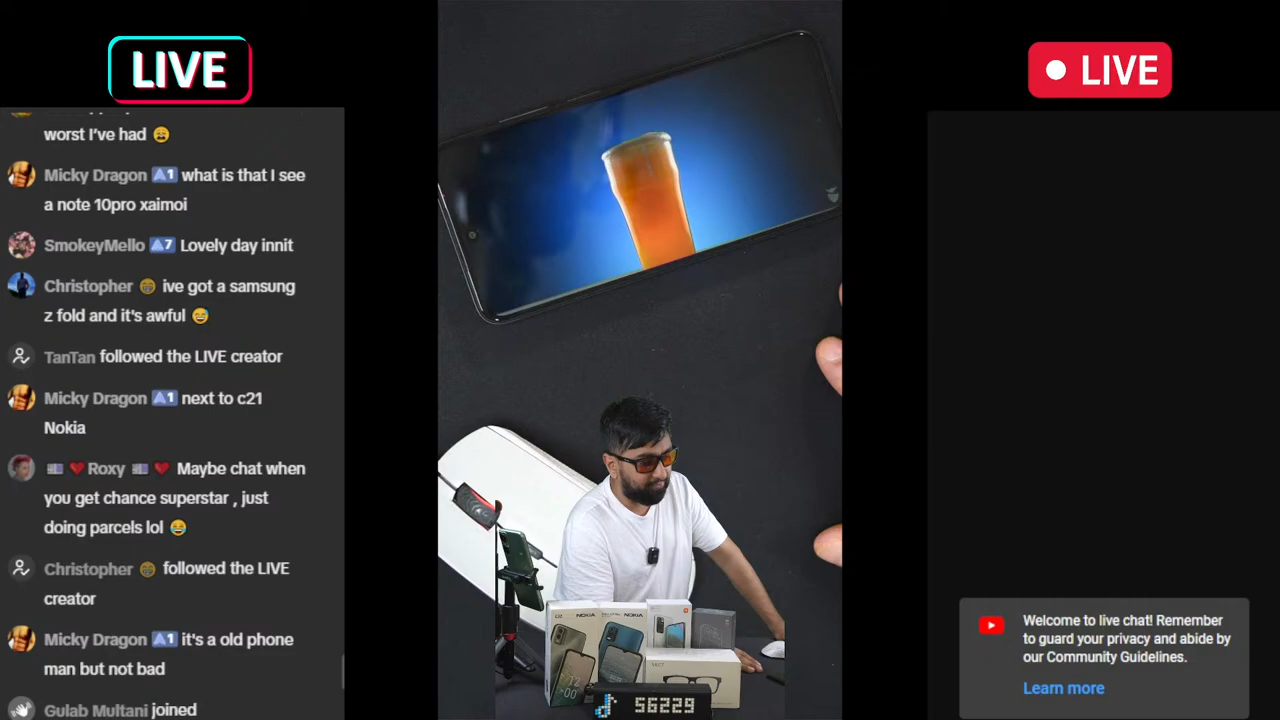 LIVE
worst I've had 😩
Micky Dragon A1 what is that I see
a note 10pro xaimoi
SmokeyMello A7 Lovely day innit
Christopher 😁 ive got a samsung
z fold and it's awful 😅
TanTan followed the LIVE creator
Micky Dragon A1 next to c21
Nokia
Roxy ❤️ Maybe chat when
you get chance superstar , just
doing parcels lol 😂
Christopher 😁 followed the LIVE
creator
Micky Dragon A1 it's a old phone
man but not bad
Gulab Multani joined
C21 NOKIA
NOKIA
56229
LIVE
Welcome to live chat! Remember
to guard your privacy and abide by
our Community Guidelines.
Learn more